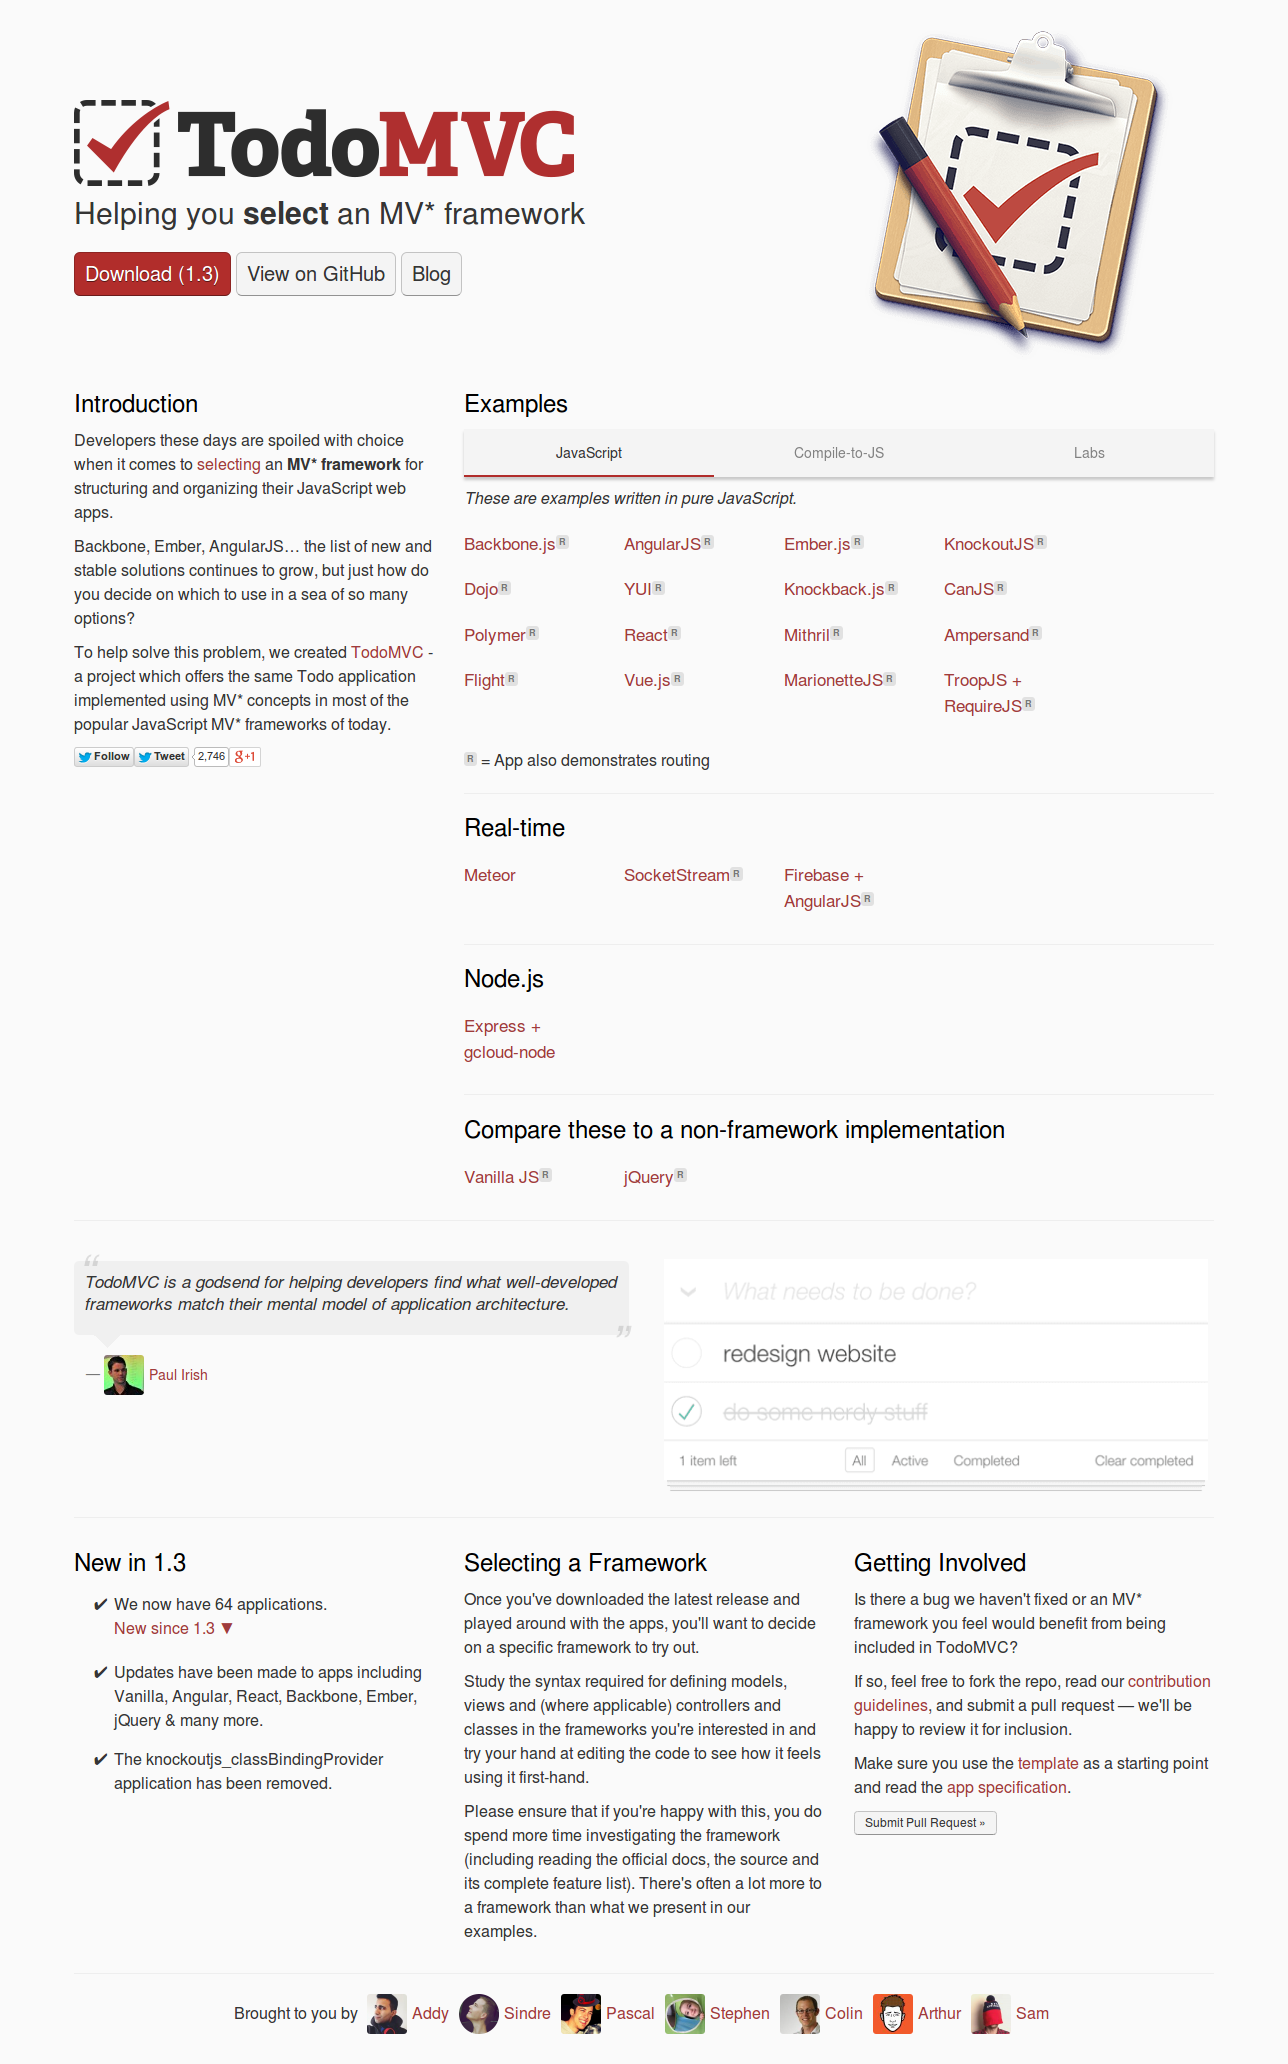 TodoMVC
Helping you select an MV* framework
Download (1.3) View on GitHub Blog
Introduction
Developers these days are spoiled with choice
when it comes to selecting an MV* framework for
structuring and organizing their JavaScript web
apps.
Backbone, Ember, AngularJS… the list of new and
stable solutions continues to grow, but just how do
you decide on which to use in a sea of so many
options?
To help solve this problem, we created TodoMVC -
a project which offers the same Todo application
implemented using MV* concepts in most of the
popular JavaScript MV* frameworks of today.
Follow Tweet 2,746 g+1
Examples
JavaScript Compile-to-JS Labs
These are examples written in pure JavaScript.
Backbone.js R AngularJS R Ember.js R KnockoutJS R
Dojo R YUI R Knockback.js R CanJS R
Polymer R React R Mithril R Ampersand R
Flight R Vue.js R MarionetteJS R TroopJS +
RequireJS R
R = App also demonstrates routing
Real-time
Meteor SocketStream R Firebase +
AngularJS R
Node.js
Express +
gcloud-node
Compare these to a non-framework implementation
Vanilla JS R jQuery R
“
TodoMVC is a godsend for helping developers find what well-developed
frameworks match their mental model of application architecture.
”
— Paul Irish
What needs to be done?
redesign website
do some nerdy stuff
1 item left All Active Completed Clear completed
New in 1.3
✔ We now have 64 applications.
New since 1.3 ▼
✔ Updates have been made to apps including
Vanilla, Angular, React, Backbone, Ember,
jQuery & many more.
✔ The knockoutjs_classBindingProvider
application has been removed.
Selecting a Framework
Once you've downloaded the latest release and
played around with the apps, you'll want to decide
on a specific framework to try out.
Study the syntax required for defining models,
views and (where applicable) controllers and
classes in the frameworks you're interested in and
try your hand at editing the code to see how it feels
using it first-hand.
Please ensure that if you're happy with this, you do
spend more time investigating the framework
(including reading the official docs, the source and
its complete feature list). There's often a lot more to
a framework than what we present in our
examples.
Getting Involved
Is there a bug we haven't fixed or an MV*
framework you feel would benefit from being
included in TodoMVC?
If so, feel free to fork the repo, read our contribution
guidelines, and submit a pull request — we'll be
happy to review it for inclusion.
Make sure you use the template as a starting point
and read the app specification.
Submit Pull Request »
Brought to you by Addy Sindre Pascal Stephen Colin Arthur Sam